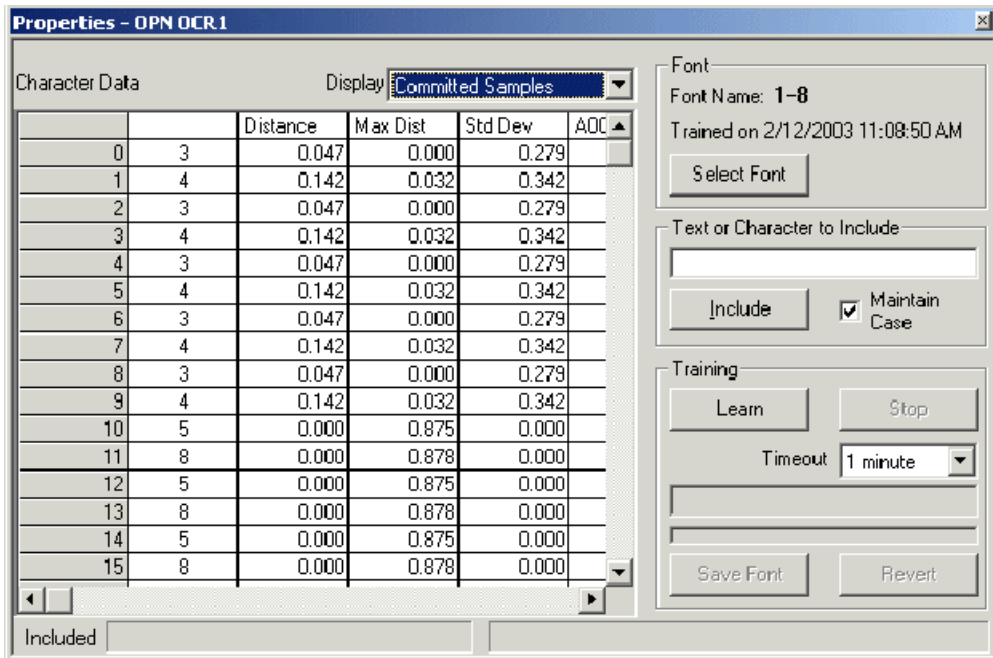 Properties - OPN OCR1
Character Data
Display Committed Samples
Distance Max Dist Std Dev
0 3 0.047 0.000 0.279
1 4 0.142 0.032 0.342
2 3 0.047 0.000 0.279
3 4 0.142 0.032 0.342
4 3 0.047 0.000 0.279
5 4 0.142 0.032 0.342
6 3 0.047 0.000 0.279
7 4 0.142 0.032 0.342
8 3 0.047 0.000 0.279
9 4 0.142 0.032 0.342
10 5 0.000 0.875 0.000
11 8 0.000 0.878 0.000
12 5 0.000 0.875 0.000
13 8 0.000 0.878 0.000
14 5 0.000 0.875 0.000
15 8 0.000 0.878 0.000
Included
Font
Font Name: 1-8
Trained on 2/12/2003 11:08:50 AM
Select Font
Text or Character to Include
Include
Maintain
Case
Training
Learn Stop
Timeout 1 minute
Save Font Revert